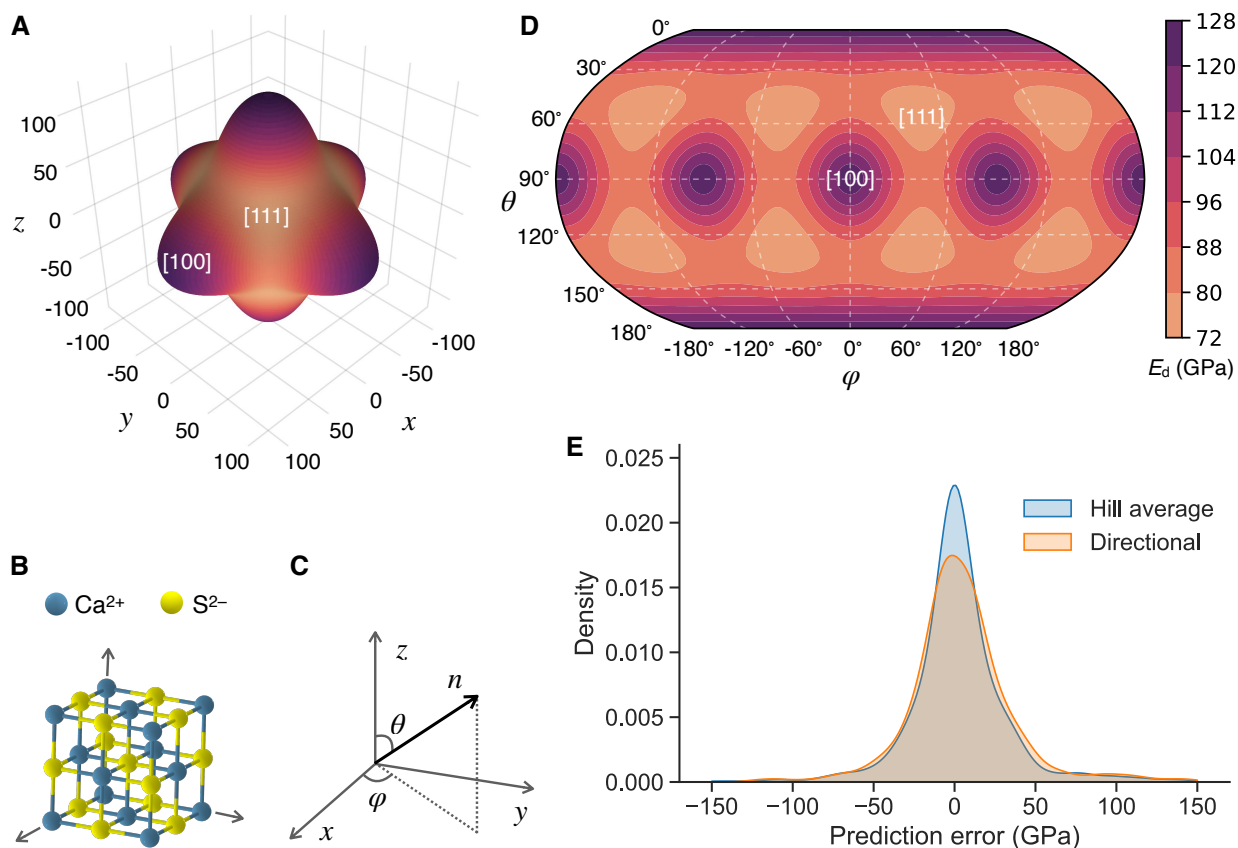 A
100
50
z
0
-50
-100
-100
-50
0
y
50
100
100
50
0
x
-50
-100
[111]
[100]
D
0°
30°
60°
90°
θ
120°
150°
180°
[111]
[100]
-180°
-120°
-60°
0°
60°
120°
180°
φ
128
120
112
104
96
88
80
72
E_d (GPa)
B
Ca²⁺
S²⁻
C
z
n
θ
φ
x
y
E
0.025
0.020
0.015
0.010
0.005
0.000
Density
Hill average
Directional
−150
−100
−50
0
50
100
150
Prediction error (GPa)